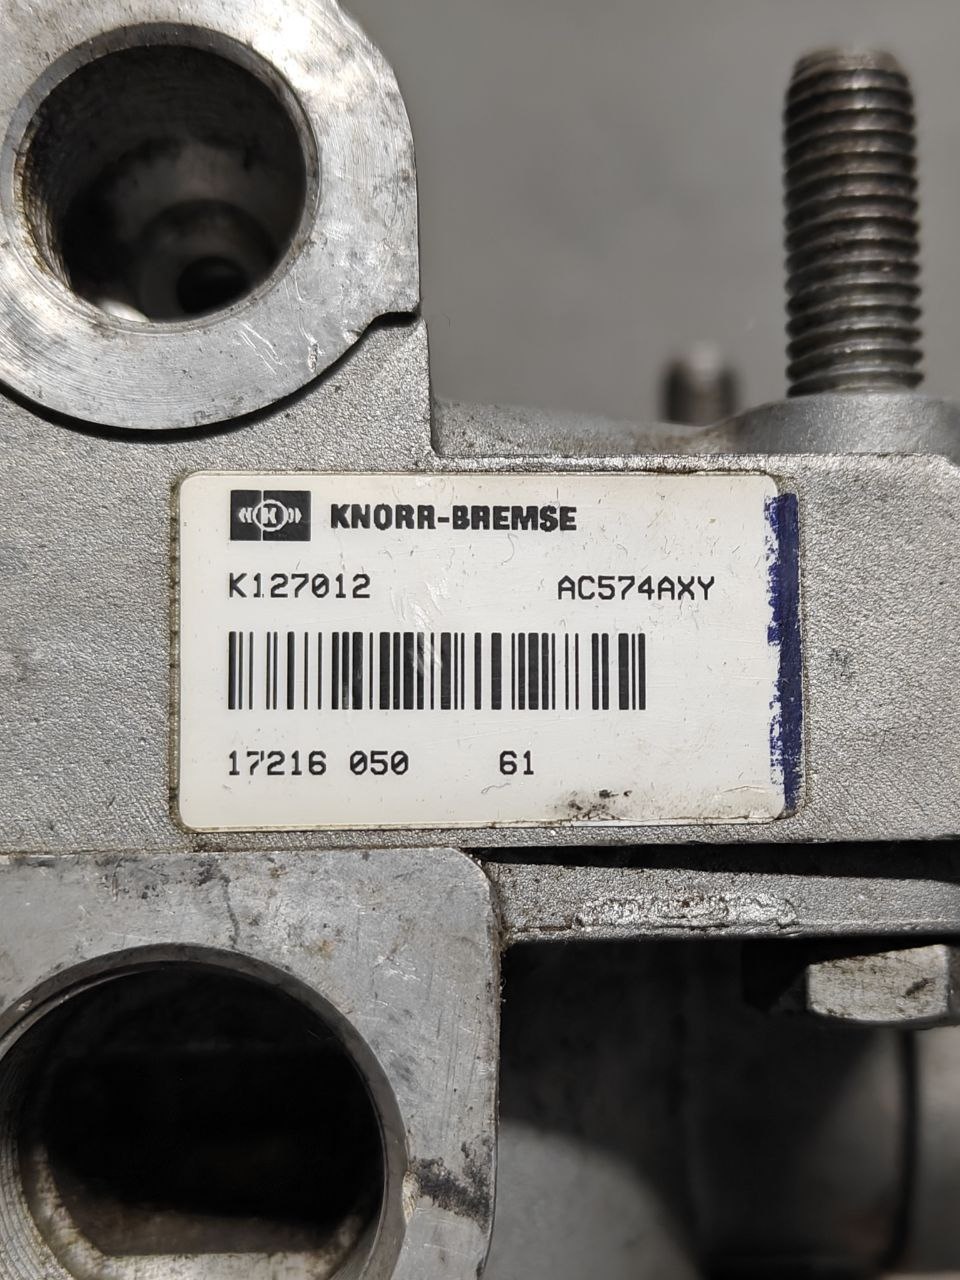 K KNORR-BREMSE
K127012 AC574AXY
17216 050 61